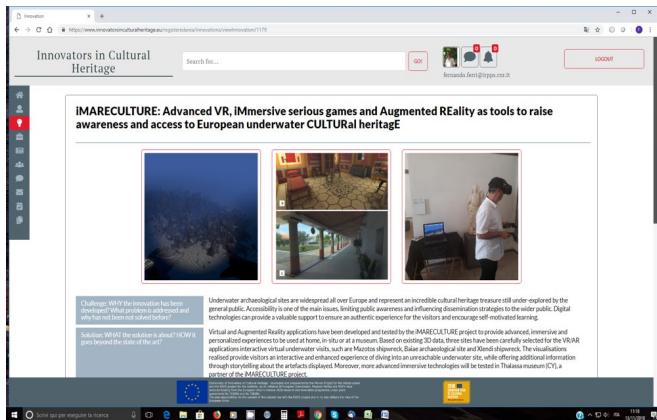 Innovation
https://www.innovatorsinculturalheritage.eu/registereduna/innovations/viewInnovation/1179
Innovators in Cultural
Heritage
Search for...
GO!
0
0
fernando.ferri@irpps.cnr.it
LOGOUT
iMARECULTURE: Advanced VR, iMmersive serious games and Augmented REality as tools to raise
awareness and access to European underwater CULTURal heritagE
Challenge: WHY the innovation has been
developed? What problem is addressed and
why has not been not solved before?
Underwater archaeological sites are widespread all over Europe and represent an incredible cultural heritage treasure still under-explored by the
general public. Accessibility is one of the main issues, limiting public awareness and influencing dissemination strategies to the wider public. Digital
technologies can provide a valuable support to ensure an authentic experience for the visitors and encourage self-motivated learning.
Solution: WHAT the solution is about? HOW it
goes beyond the state of the art?
Virtual and Augmented Reality applications have been developed and tested by the iMARECULTURE project to provide advanced, immersive and
personalized experiences to be used at home, in-situ or at a museum. Based on existing 3D data, three sites have been carefully selected for the VR/AR
applications interactive virtual underwater visits, such are Mazotos shipwreck, Baiae archaeological site and Xlendi shipwreck. The visualisations
realised provide visitors an interactive and enhanced experience of diving into an unreachable underwater site, while offering additional information
through storytelling about the artefacts displayed. Moreover, more advanced immersive technologies will be tested in Thalassa museum (CY), a
partner of the iMARECULTURE project.
Scrivi qui per eseguire la ricerca
ITA
11:18
13/11/2018